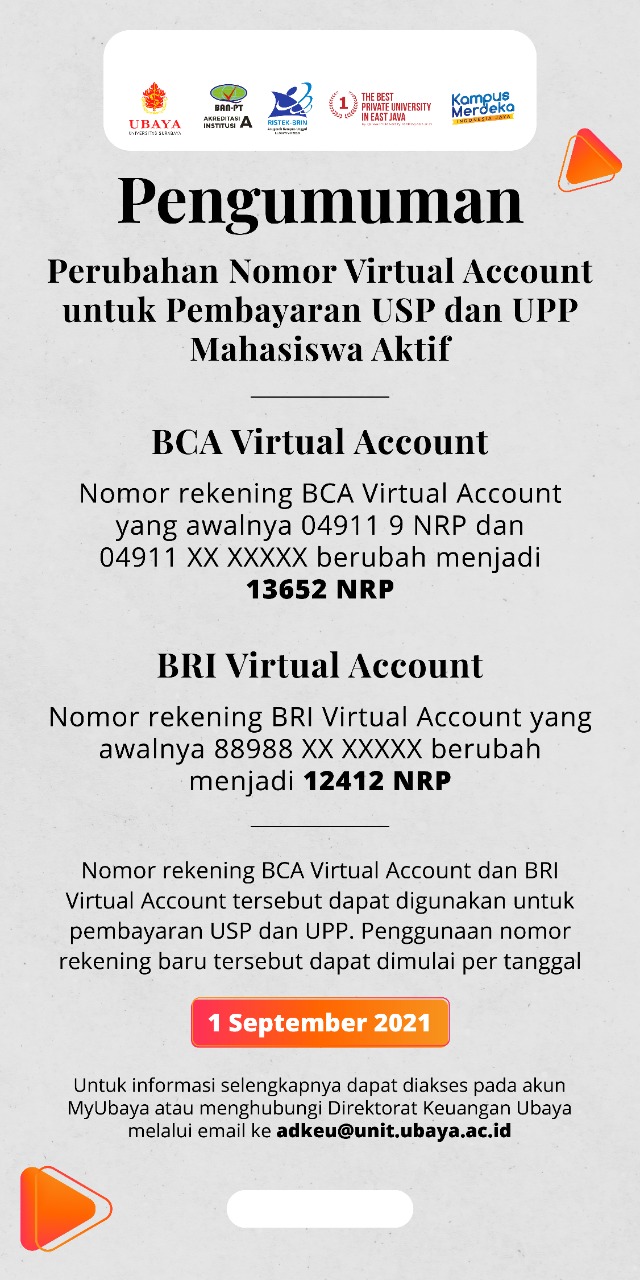 UBAYA
UNIVERSITAS SURABAYA
BAN-PT
AKREDITASI
INSTITUSI A
RISTEK-BRIN
1
THE BEST
PRIVATE UNIVERSITY
IN EAST JAVA
Kampus
Merdeka
INDONESIA JAYA
Pengumuman
Perubahan Nomor Virtual Account
untuk Pembayaran USP dan UPP
Mahasiswa Aktif
BCA Virtual Account
Nomor rekening BCA Virtual Account
yang awalnya 04911 9 NRP dan
04911 XX XXXXX berubah menjadi
13652 NRP
BRI Virtual Account
Nomor rekening BRI Virtual Account yang
awalnya 88988 XX XXXXX berubah
menjadi 12412 NRP
Nomor rekening BCA Virtual Account dan BRI
Virtual Account tersebut dapat digunakan untuk
pembayaran USP dan UPP. Penggunaan nomor
rekening baru tersebut dapat dimulai per tanggal
1 September 2021
Untuk informasi selengkapnya dapat diakses pada akun
MyUbaya atau menghubungi Direktorat Keuangan Ubaya
melalui email ke adkeu@unit.ubaya.ac.id